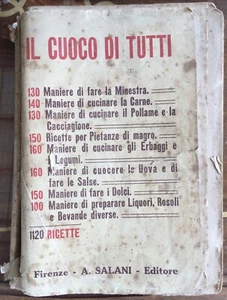 IL CUOCO DI TUTTI
130 Maniere di fare la Minestra.
140 Maniere di cucinare la Carne.
130 Maniere di cucinare il Pollame e la
Cacciagione.
150 Ricette per Pietanze di magro.
160 Maniere di cucinare gli Erbaggi e
i Legumi.
160 Maniere di cuocere le Uova e di
fare le Salse.
150 Maniere di fare i Dolci.
100 Maniere di preparare Liquori, Rosoli
e Bevande diverse.
1120 RICETTE
Firenze - A. SALANI - Editore